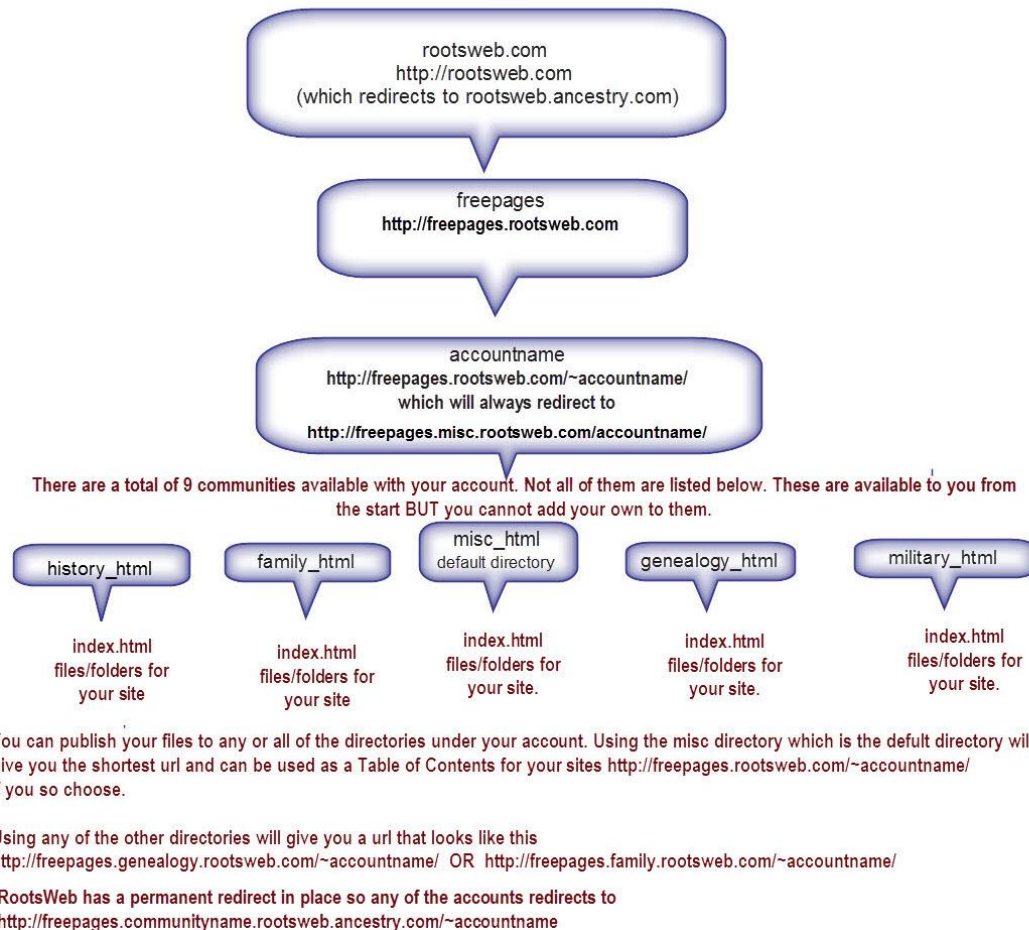 rootsweb.com
http://rootsweb.com
(which redirects to rootsweb.ancestry.com)
freepages
http://freepages.rootsweb.com
accountname
http://freepages.rootsweb.com/~accountname/
which will always redirect to
http://freepages.misc.rootsweb.com/accountname/
There are a total of 9 communities available with your account. Not all of them are listed below. These are available to you from
the start BUT you cannot add your own to them.
history_html
family_html
misc_html
default directory
genealogy_html
military_html
index.html
files/folders for
your site
index.html
files/folders for
your site
index.html
files/folders for
your site.
index.html
files/folders for
your site.
index.html
files/folders for
your site.
ou can publish your files to any or all of the directories under your account. Using the misc directory which is the defult directory wil
ive you the shortest url and can be used as a Table of Contents for your sites http://freepages.rootsweb.com/~accountname/
you so choose.
sing any of the other directories will give you a url that looks like this
ttp://freepages.genealogy.rootsweb.com/~accountname/ OR http://freepages.family.rootsweb.com/~accountname/
RootsWeb has a permanent redirect in place so any of the accounts redirects to
http://freepages.communityname.rootsweb.ancestry.com/~accountname